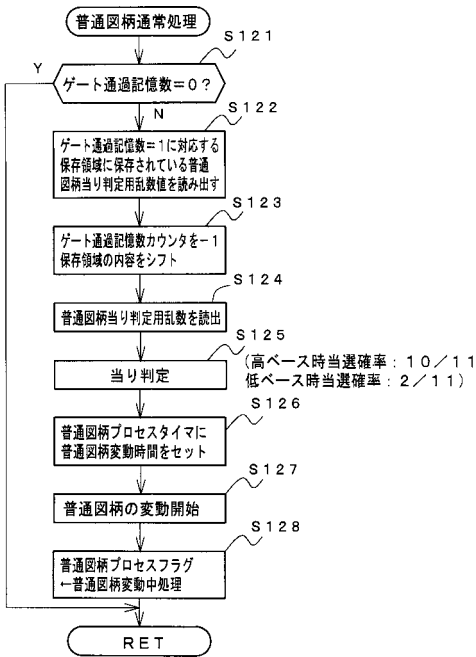 普通図柄通常処理
S121
Y
ゲート通過記憶数=0?
N
S122
ゲート通過記憶数=1に対応する
保存領域に保存されている普通
図柄当り判定用乱数値を読み出す
S123
ゲート通過記憶数カウンタを-1
保存領域の内容をシフト
S124
普通図柄当り判定用乱数を読出
S125
当り判定
(高ベース時当選確率:10/11
低ベース時当選確率:2/11)
S126
普通図柄プロセスタイマに
普通図柄変動時間をセット
S127
普通図柄の変動開始
S128
普通図柄プロセスフラグ
←普通図柄変動中処理
RET